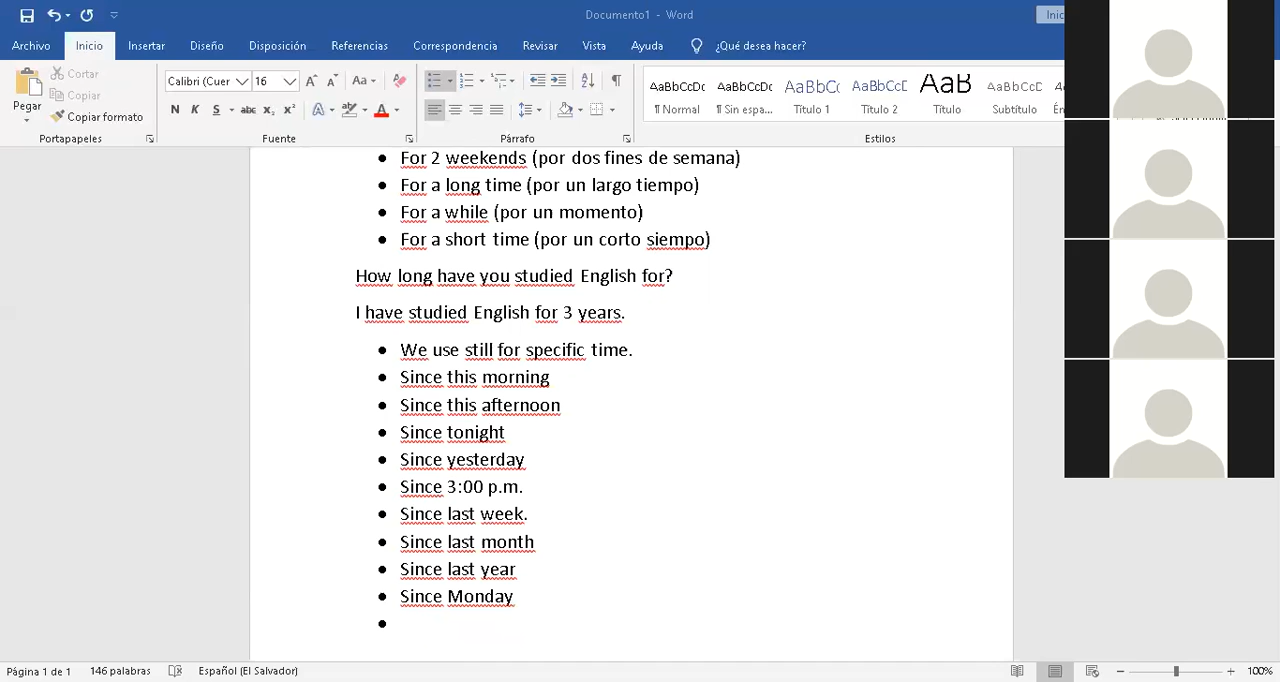 Documento1 - Word
Inic
Archivo Inicio Insertar Diseño Disposición Referencias Correspondencia Revisar Vista Ayuda ¿Qué desea hacer?
Pegar
Cortar
Copiar
Copiar formato
Portapapeles
Calibri (Cuer 16
N K S abc x₂ x²
Aa
A
Fuente
Párrafo
AaBbCcDc AaBbCcDc AaBbCc AaBbCcD AaB AaBbCcD
¶ Normal ¶ Sin espa... Título 1 Título 2 Título Subtítulo
Estilos
• For 2 weekends (por dos fines de semana)
• For a long time (por un largo tiempo)
• For a while (por un momento)
• For a short time (por un corto siempo)
How long have you studied English for?
I have studied English for 3 years.
• We use still for specific time.
• Since this morning
• Since this afternoon
• Since tonight
• Since yesterday
• Since 3:00 p.m.
• Since last week.
• Since last month
• Since last year
• Since Monday
•
Página 1 de 1 146 palabras Español (El Salvador) 100%